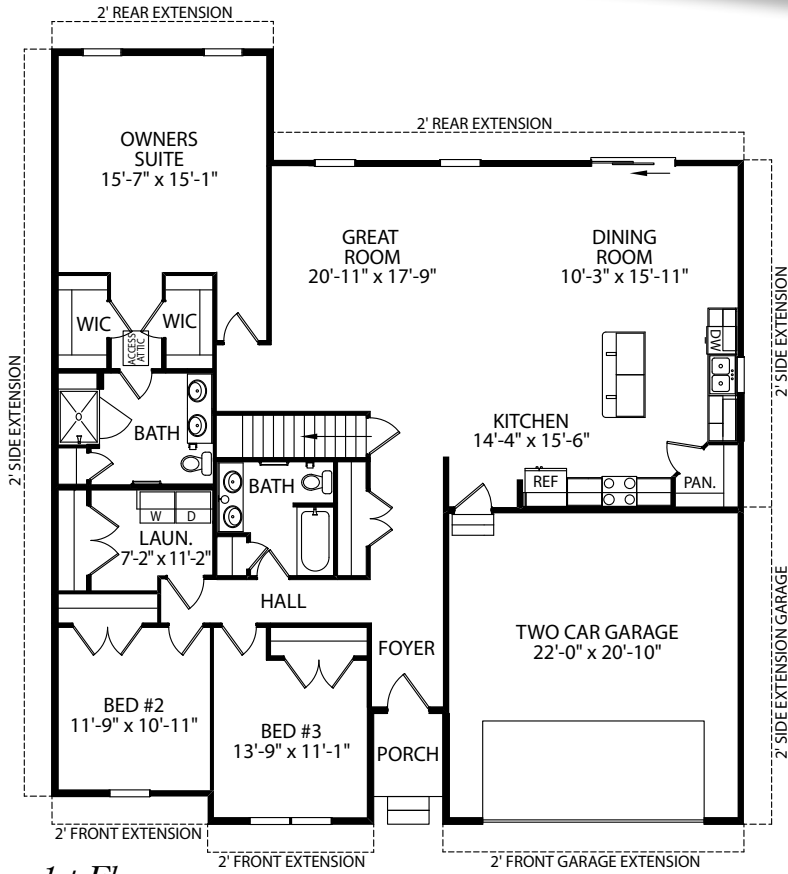 2' REAR EXTENSION
2' REAR EXTENSION
OWNERS
SUITE
15'-7" x 15'-1"
GREAT
ROOM
20'-11" x 17'-9"
DINING
ROOM
10'-3" x 15'-11"
2' SIDE EXTENSION
2' SIDE EXTENSION
WIC
WIC
ACCESS
ATTIC
DW
KITCHEN
14'-4" x 15'-6"
BATH
REF
PAN.
BATH
W
D
LAUN.
7'-2" x 11'-2"
HALL
FOYER
TWO CAR GARAGE
22'-0" x 20'-10"
2' SIDE EXTENSION GARAGE
BED #2
11'-9" x 10'-11"
BED #3
13'-9" x 11'-1"
PORCH
2' FRONT EXTENSION
2' FRONT EXTENSION
2' FRONT GARAGE EXTENSION